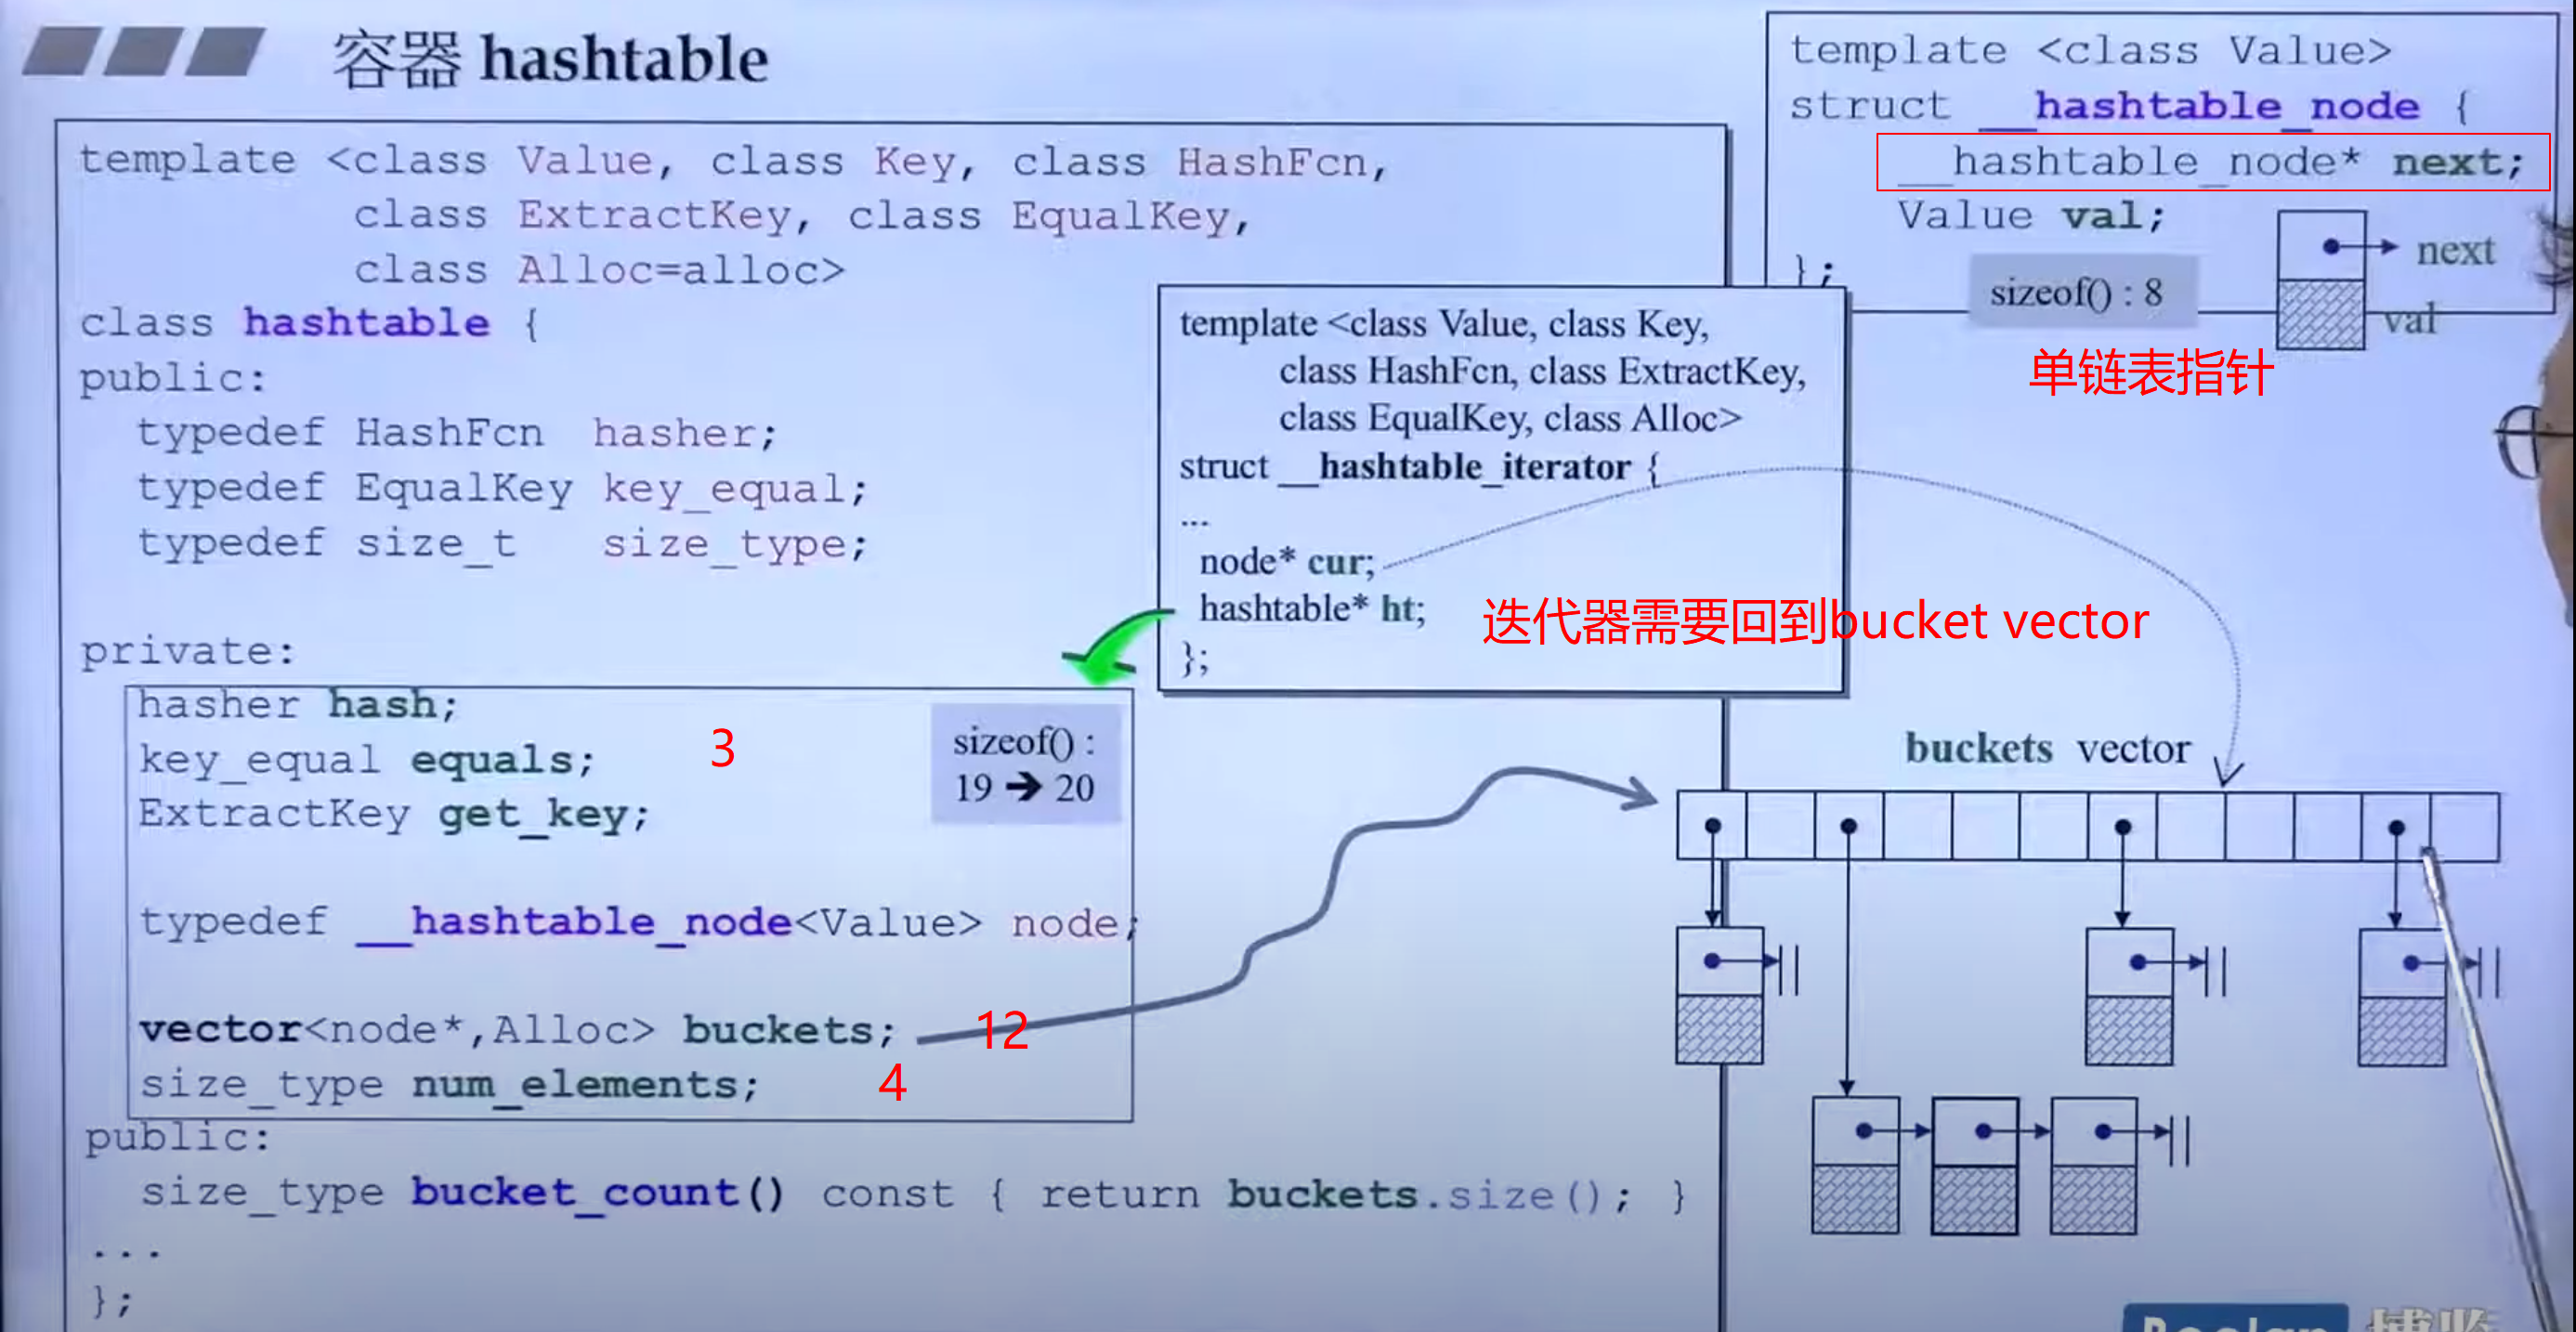 容器 hashtable
template <class Value, class Key, class HashFcn,
class ExtractKey, class EqualKey,
class Alloc=alloc>
class hashtable {
public:
typedef HashFcn hasher;
typedef EqualKey key_equal;
typedef size_t size_type;
private:
hasher hash;
key_equal equals;
3
ExtractKey get_key;
sizeof() :
19 ➔ 20
typedef __hashtable_node<Value> node;
vector<node*,Alloc> buckets;
12
size_type num_elements;
4
public:
size_type bucket_count() const { return buckets.size(); }
...
};
template <class Value, class Key,
class HashFcn, class ExtractKey,
class EqualKey, class Alloc>
struct __hashtable_iterator {
...
node* cur;
hashtable* ht;
};
迭代器需要回到bucket vector
template <class Value>
struct __hashtable_node {
__hashtable_node* next;
Value val;
};
sizeof() : 8
next
val
单链表指针
buckets vector